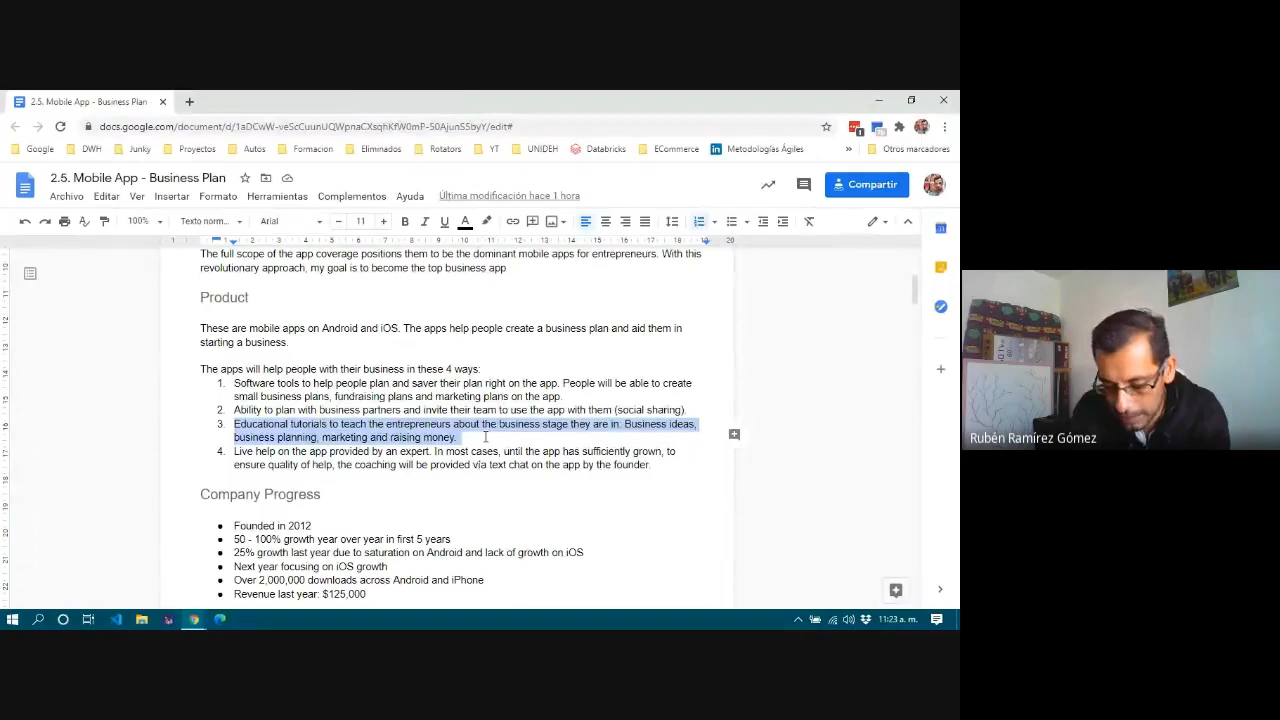 2.5. Mobile App - Business Plan
docs.google.com/document/d/1aDCwW-veScCuunUQWpnaCXsqhKfW0mP-50AjunS5byY/edit#
Google DWH Junky Proyectos Autos Formacion Eliminados Rotators YT UNIDEH Databricks ECommerce Metodologías Ágiles » Otros marcadores
2.5. Mobile App - Business Plan
Archivo Editar Ver Insertar Formato Herramientas Complementos Ayuda Última modificación hace 1 hora
Compartir
100% Texto norm... Arial 11
The full scope of the app coverage positions them to be the dominant mobile apps for entrepreneurs. With this
revolutionary approach, my goal is to become the top business app
Product
These are mobile apps on Android and iOS. The apps help people create a business plan and aid them in
starting a business.
The apps will help people with their business in these 4 ways:
1. Software tools to help people plan and saver their plan right on the app. People will be able to create
small business plans, fundraising plans and marketing plans on the app.
2. Ability to plan with business partners and invite their team to use the app with them (social sharing).
3. Educational tutorials to teach the entrepreneurs about the business stage they are in: Business ideas,
business planning, marketing and raising money.
4. Live help on the app provided by an expert. In most cases, until the app has sufficiently grown, to
ensure quality of help, the coaching will be provided vía text chat on the app by the founder.
Company Progress
● Founded in 2012
● 50 - 100% growth year over year in first 5 years
● 25% growth last year due to saturation on Android and lack of growth on iOS
● Next year focusing on iOS growth
● Over 2,000,000 downloads across Android and iPhone
● Revenue last year: $125,000
11:23 a. m.
Rubén Ramírez Gómez